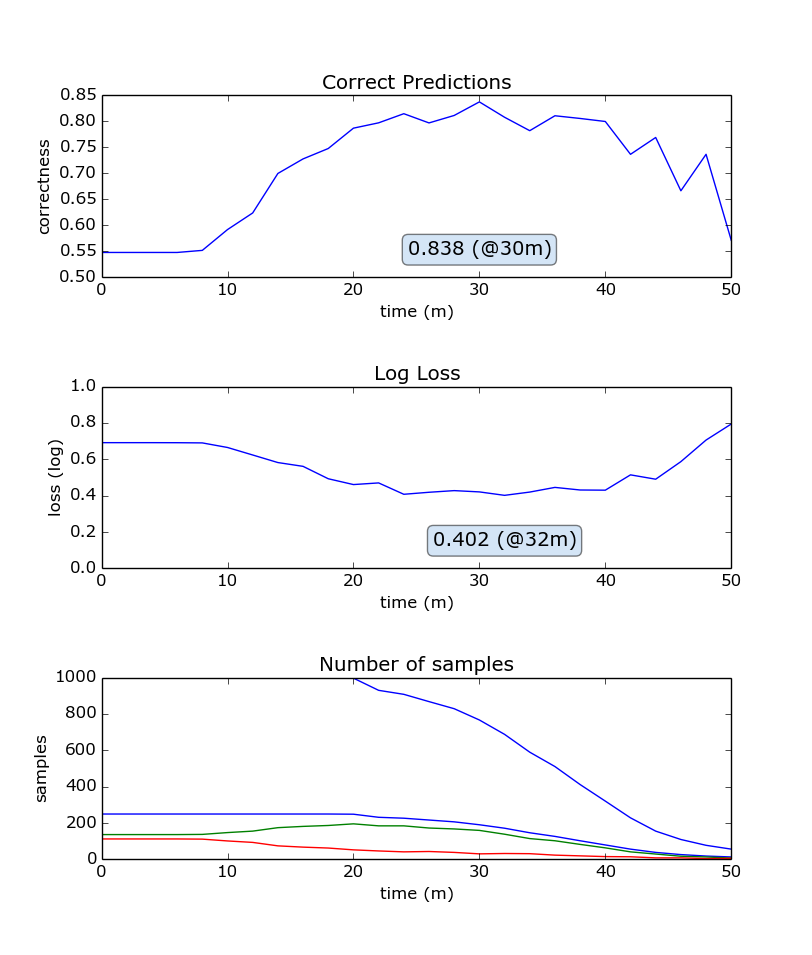 Correct Predictions
0.85
0.80
0.75
0.70
0.65
0.60
0.55
0.50
correctness
0.838 (@30m)
0 10 20 30 40 50
time (m)
Log Loss
1.0
0.8
0.6
0.4
0.2
0.0
loss (log)
0.402 (@32m)
0 10 20 30 40 50
time (m)
Number of samples
1000
800
600
400
200
0
samples
0 10 20 30 40 50
time (m)